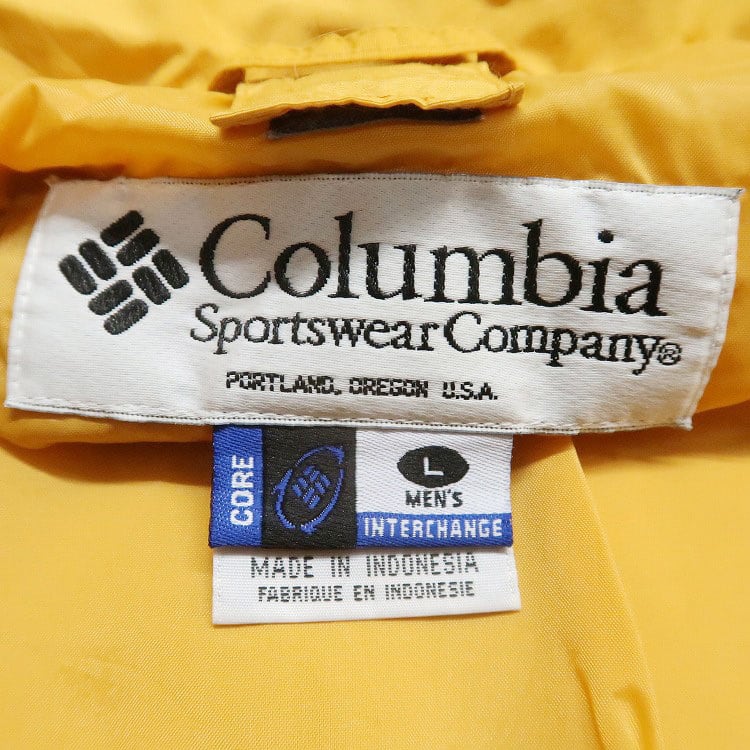 Columbia
Sportswear Company®
PORTLAND, OREGON U.S.A.
CORE
L
MEN'S
INTERCHANGE
MADE IN INDONESIA
FABRIQUE EN INDONESIE